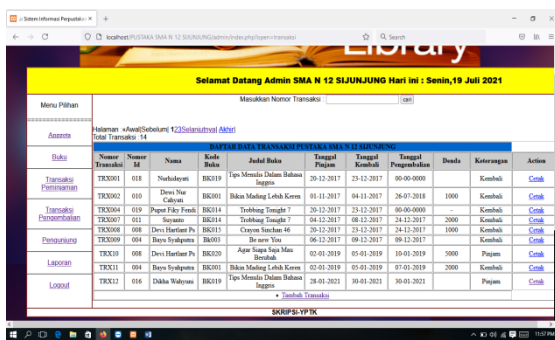 Sistem Informasi Perpustakaan
localhost/PUSTAKA SMA N 12 SIJUNJUNG/admin/index.php?open=transaksi
Search
Library
Selamat Datang Admin SMA N 12 SIJUNJUNG Hari ini : Senin,19 Juli 2021
Menu Pilihan
Anggota
Buku
Transaksi Peminjaman
Transaksi Pengembalian
Pengunjung
Laporan
Logout
Masukkan Nomor Transaksi :
cari
Halaman «Awal|Sebelum| 123Selanjutnya| Akhir|
Total Transaksi :14
DAFTAR DATA TRANSAKSI PUSTAKA SMA N 12 SIJUNJUNG
Nomor Transaksi Nomor Id Nama Kode Buku Judul Buku Tanggal Pinjam Tanggal Kembali Tanggal Pengembalian Denda Keterangan Action
TRX001 018 Nurhidayati BK019 Tips Menulis Dalam Bahasa Inggris 20-12-2017 23-12-2017 00-00-0000 Kembali Cetak
TRX002 010 Dewi Nur Cahyati BK001 Bikin Mading Lebih Keren 01-11-2017 04-11-2017 26-07-2018 1000 Kembali Cetak
TRX004 019 Puput Fiky Fendi BK014 Trobbing Tonight 7 20-12-2017 23-12-2017 00-00-0000 - Kembali Cetak
TRX007 011 Suyanto BK014 Trobbing Tonight 7 08-12-2017 04-12-2017 24-12-2017 2000 Kembali Cetak
TRX008 008 Devi Hartlant Ps BK015 Crayon Sinchan 46 20-12-2017 23-12-2017 24-12-2017 1000 Kembali Cetak
TRX009 004 Bayu Syahputra Bk003 Be new You 06-12-2017 09-12-2017 09-12-2017 Kembali Cetak
TRX10 008 Devi Hartlant Ps BK020 Agar Siapa Saja Mau Berubah 02-01-2019 05-01-2019 10-01-2019 5000 Pinjam Cetak
TRX11 004 Bayu Syahputra BK001 Bikin Mading Lebih Keren 02-01-2019 05-01-2019 07-01-2019 2000 Kembali Cetak
TRX12 016 Dikha Wahyuni BK019 Tips Menulis Dalam Bahasa Inggris 28-01-2021 30-01-2021 30-01-2021 Pinjam Cetak
Tambah Transaksi
SKRIPSI-YPTK
11:57 PM